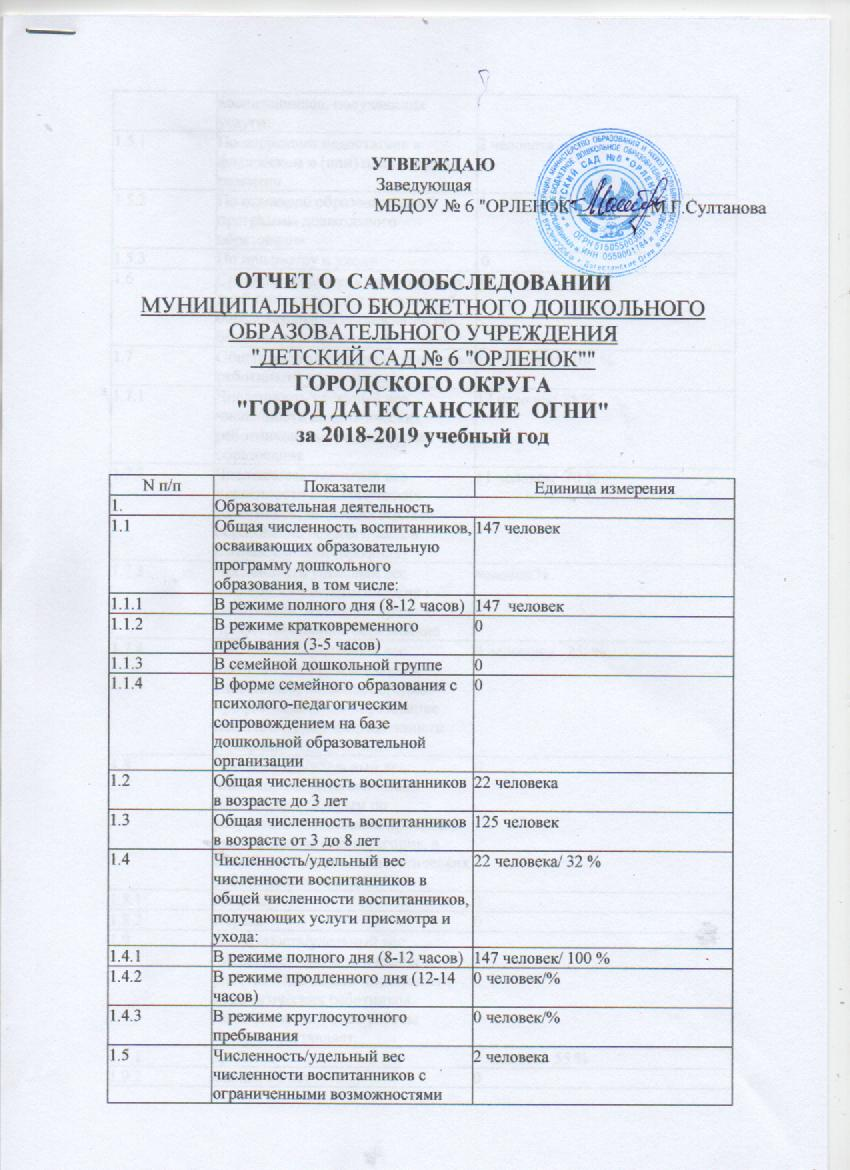 УТВЕРЖДАЮ
Заведующая
МБДОУ № 6 "ОРЛЕНОК" М.Г.Султанова
ОТЧЕТ О САМООБСЛЕДОВАНИИ
МУНИЦИПАЛЬНОГО БЮДЖЕТНОГО ДОШКОЛЬНОГО
ОБРАЗОВАТЕЛЬНОГО УЧРЕЖДЕНИЯ
"ДЕТСКИЙ САД № 6 "ОРЛЕНОК""
ГОРОДСКОГО ОКРУГА
"ГОРОД ДАГЕСТАНСКИЕ ОГНИ"
за 2018-2019 учебный год
N п/п Показатели Единица измерения
1. Образовательная деятельность
1.1 Общая численность воспитанников, 147 человек
осваивающих образовательную
программу дошкольного
образования, в том числе:
1.1.1 В режиме полного дня (8-12 часов) 147 человек
1.1.2 В режиме кратковременного 0
пребывания (3-5 часов)
1.1.3 В семейной дошкольной группе 0
1.1.4 В форме семейного образования с 0
психолого-педагогическим
сопровождением на базе
дошкольной образовательной
организации
1.2 Общая численность воспитанников 22 человека
в возрасте до 3 лет
1.3 Общая численность воспитанников 125 человек
в возрасте от 3 до 8 лет
1.4 Численность/удельный вес 22 человека/ 32 %
численности воспитанников в
общей численности воспитанников,
получающих услуги присмотра и
ухода:
1.4.1 В режиме полного дня (8-12 часов) 147 человек/ 100 %
1.4.2 В режиме продленного дня (12-14 0 человек/%
часов)
1.4.3 В режиме круглосуточного 0 человек/%
пребывания
1.5 Численность/удельный вес 2 человека
численности воспитанников с
ограниченными возможностями